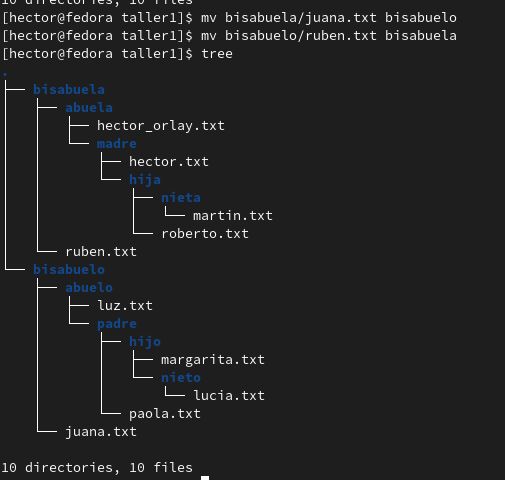 10 directories, 10 files
[hector@fedora taller1]$ mv bisabuela/juana.txt bisabuelo
[hector@fedora taller1]$ mv bisabuelo/ruben.txt bisabuela
[hector@fedora taller1]$ tree
.
├── bisabuela
│   ├── abuela
│   │   ├── hector_orlay.txt
│   │   └── madre
│   │       ├── hector.txt
│   │       └── hija
│   │           ├── nieta
│   │           │   └── martin.txt
│   │           └── roberto.txt
│   └── ruben.txt
└── bisabuelo
    ├── abuelo
    │   ├── luz.txt
    │   └── padre
    │       ├── hijo
    │       │   ├── margarita.txt
    │       │   └── nieto
    │       │       └── lucia.txt
    │       └── paola.txt
    └── juana.txt
10 directories, 10 files